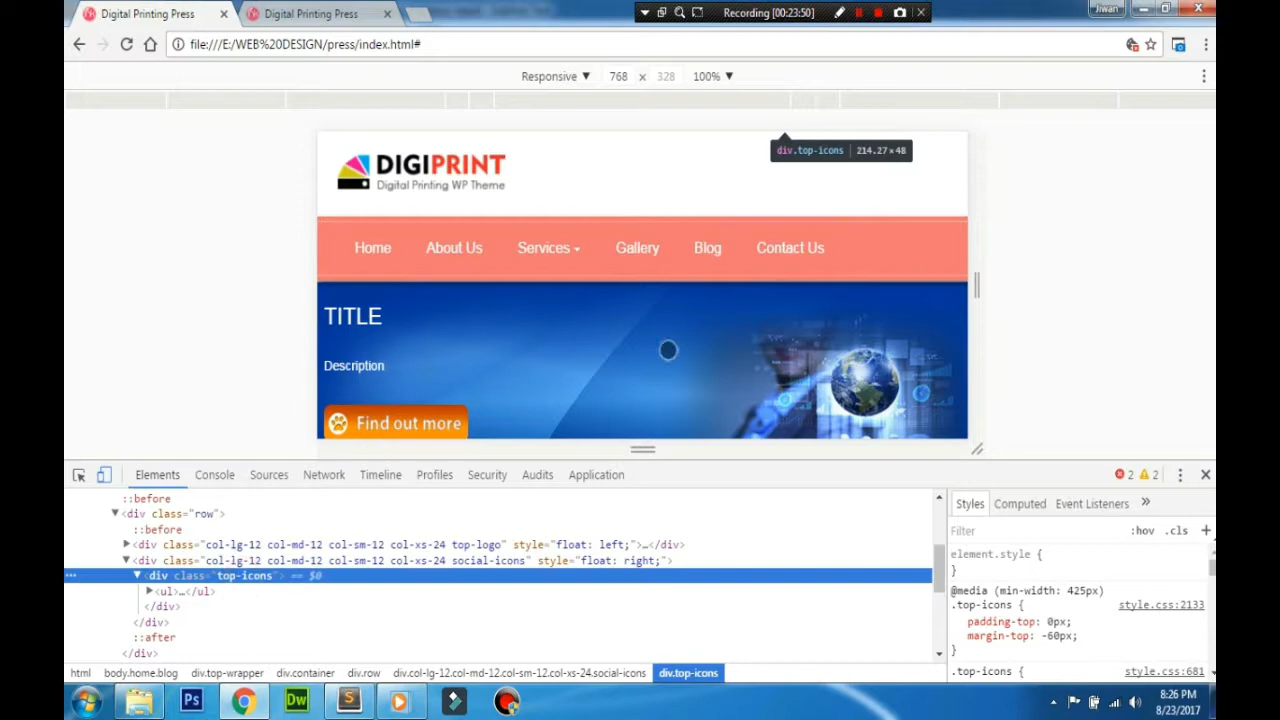 Digital Printing Press
Digital Printing Press
Recording [00:23:50]
Jiwan
file:///E:/WEB%20DESIGN/press/index.html#
Responsive ▼ 768 x 328 100% ▼
div.top-icons 214.27×48
DIGIPRINT
Digital Printing WP Theme
Home About Us Services Gallery Blog Contact Us
TITLE
Description
Find out more
Elements Console Sources Network Timeline Profiles Security Audits Application 2 2
::before
▼<div class="row">
::before
▶<div class="col-lg-12 col-md-12 col-sm-12 col-xs-24 top-logo" style="float: left;">…</div>
▼<div class="col-lg-12 col-md-12 col-sm-12 col-xs-24 social-icons" style="float: right;">
… ▼<div class="top-icons"> == $0
▶<ul>…</ul>
</div>
</div>
::after
</div>
html body.home.blog div.top-wrapper div.container div.row div.col-lg-12.col-md-12.col-sm-12.col-xs-24.social-icons div.top-icons
Styles Computed Event Listeners »
Filter :hov .cls +
element.style {
}
@media (min-width: 425px)
.top-icons { style.css:2133
padding-top: 0px;
margin-top: -60px;
}
.top-icons { style.css:681
Ps Dw S
8:26 PM
8/23/2017